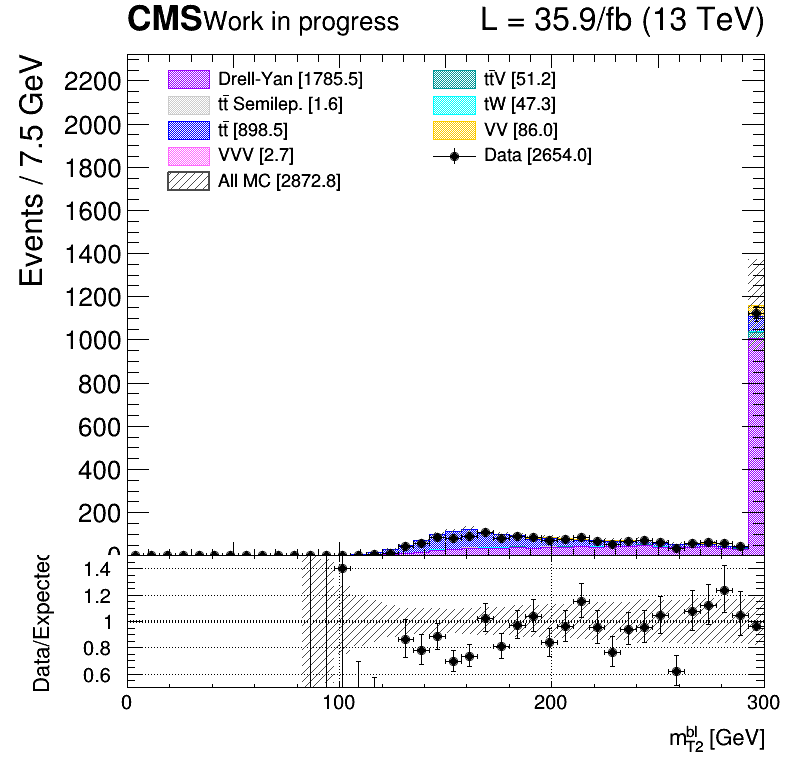 CMS Work in progress L = 35.9/fb (13 TeV)
Events / 7.5 GeV
2200
2000
1800
1600
1400
1200
1000
800
600
400
200
0
Drell-Yan [1785.5]
tt̄ Semilep. [1.6]
tt̄ [898.5]
VVV [2.7]
All MC [2872.8]
tt̄V [51.2]
tW [47.3]
VV [86.0]
Data [2654.0]
Data/Expected
1.4
1.2
1
0.8
0.6
0 100 200 300
m_T2^bl [GeV]